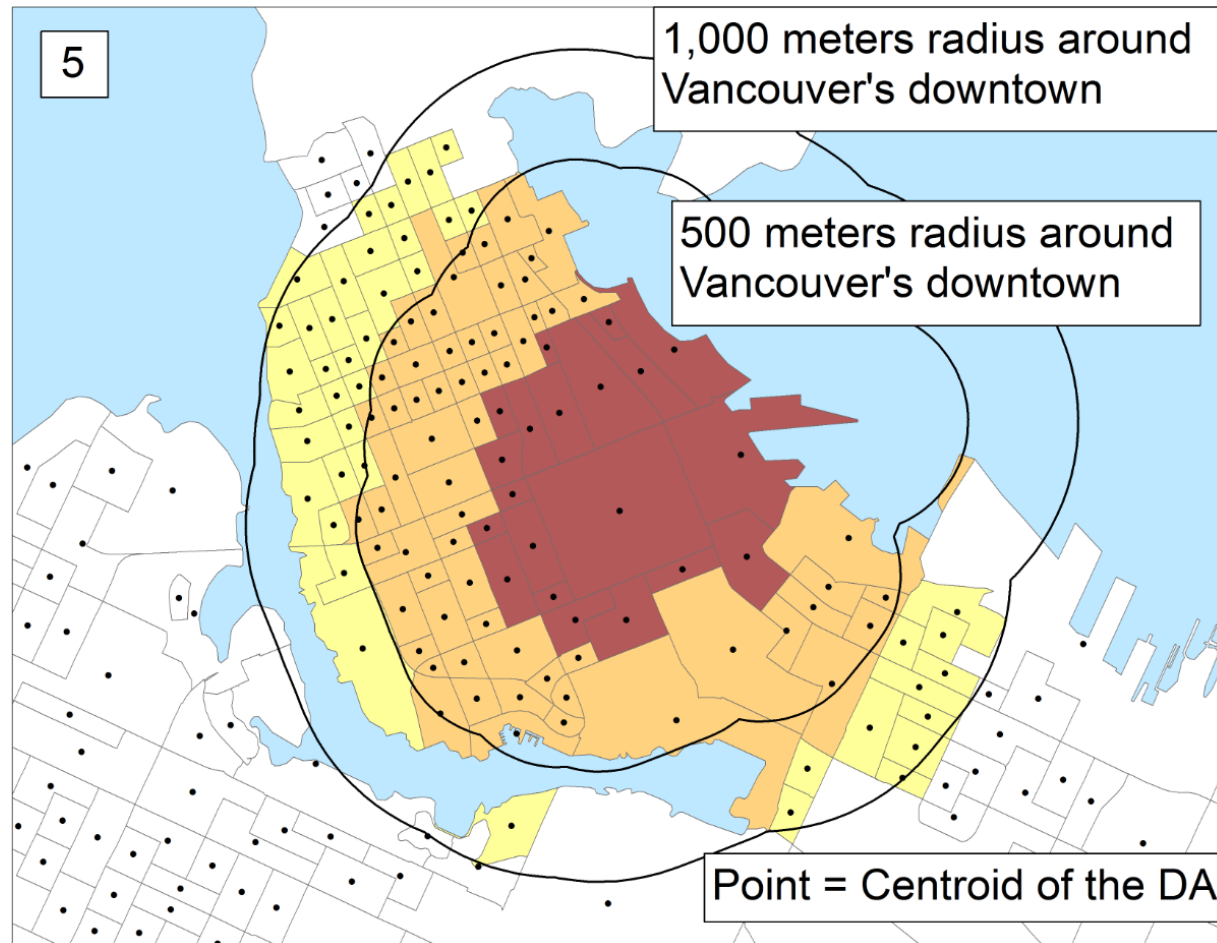 5
1,000 meters radius around
Vancouver's downtown
500 meters radius around
Vancouver's downtown
Point = Centroid of the DA